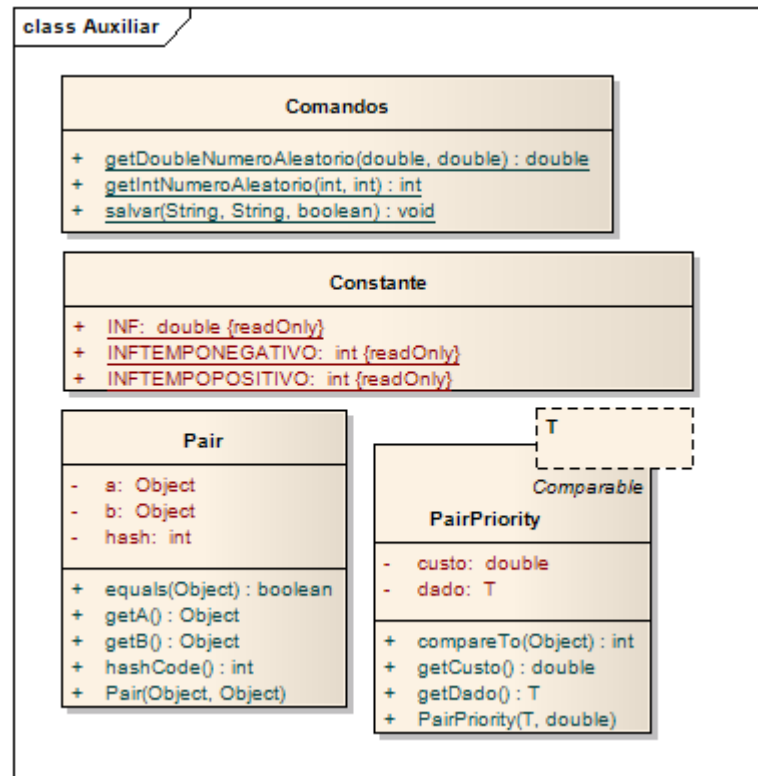 class Auxiliar
Comandos
+ getDoubleNumeroAleatorio(double, double) : double
+ getIntNumeroAleatorio(int, int) : int
+ salvar(String, String, boolean) : void
Constante
+ INF: double {readOnly}
+ INFTEMPONEGATIVO: int {readOnly}
+ INFTEMPOPOSITIVO: int {readOnly}
Pair
- a: Object
- b: Object
- hash: int
+ equals(Object) : boolean
+ getA() : Object
+ getB() : Object
+ hashCode() : int
+ Pair(Object, Object)
T
Comparable
PairPriority
- custo: double
- dado: T
+ compareTo(Object) : int
+ getCusto() : double
+ getDado() : T
+ PairPriority(T, double)